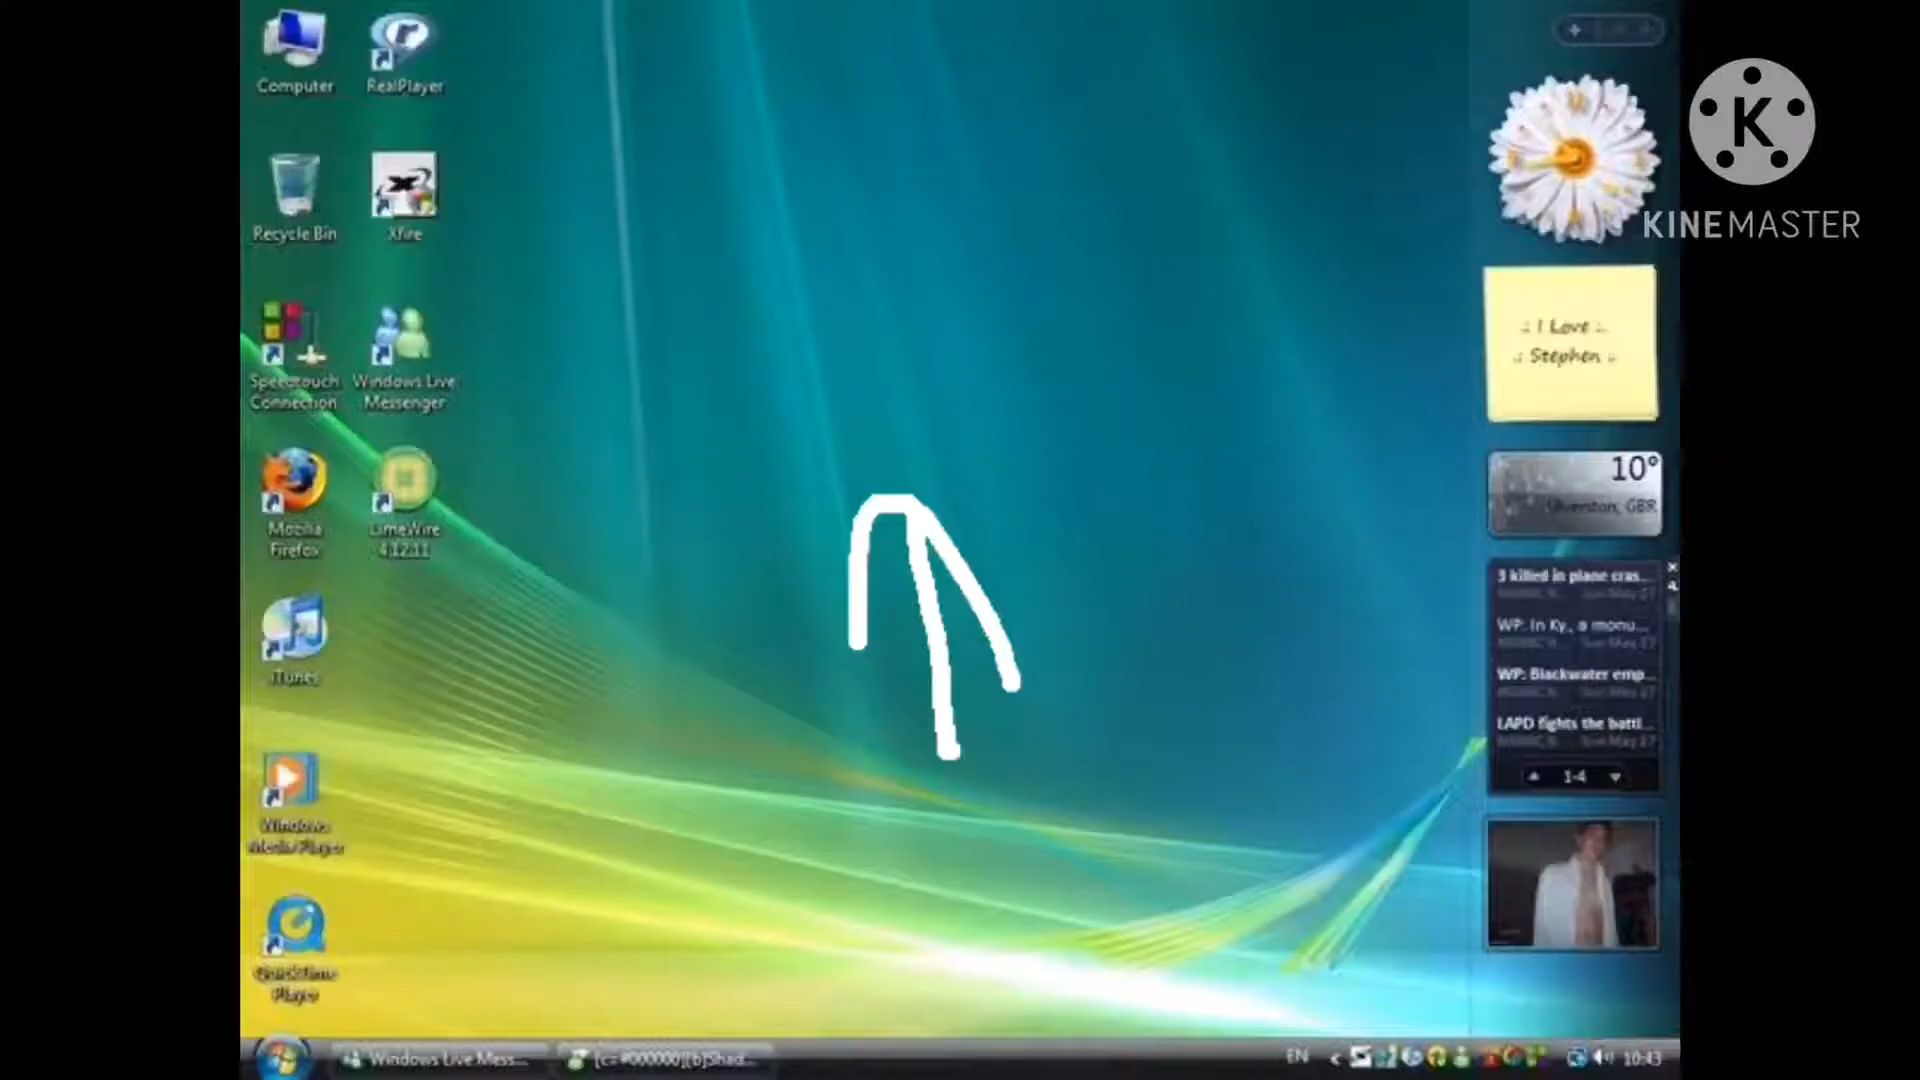 Computer
RealPlayer
Recycle Bin
Xfire
Speedtouch
Connection
Windows Live
Messenger
Mozilla
Firefox
LimeWire
4.12.11
iTunes
Windows
Media Player
QuickTime
Player
K
KINEMASTER
.: I Love :.
.: Stephen :.
10°
Ulverston, GBR
3 killed in plane cras...
WP: In Ky., a monu...
WP: Blackwater emp...
LAPD fights the battl...
1-4
Windows Live Mess...
[c=#000000][b]Shad...
EN
10:43